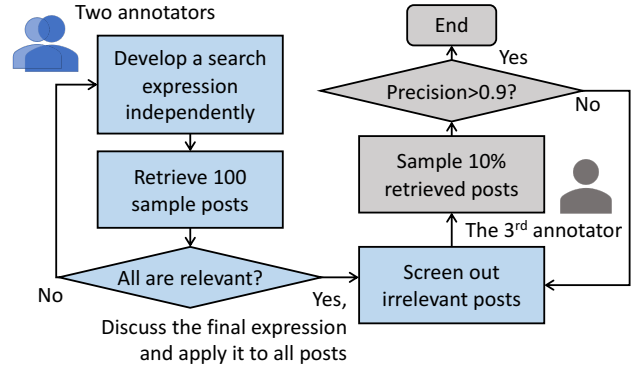 Two annotators
Develop a search
expression
independently
Retrieve 100
sample posts
All are relevant?
No
Yes,
Discuss the final expression
and apply it to all posts
Screen out
irrelevant posts
The 3rd annotator
Sample 10%
retrieved posts
Precision>0.9?
Yes
No
End